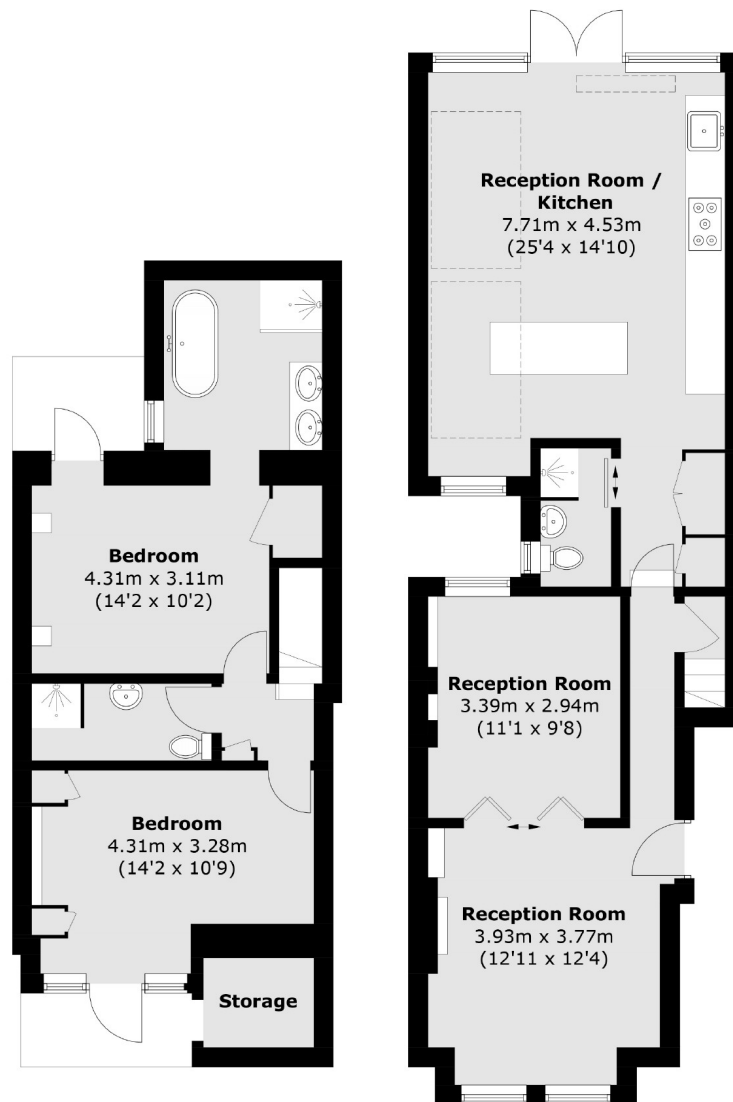 Reception Room /
Kitchen
7.71m x 4.53m
(25'4 x 14'10)
Bedroom
4.31m x 3.11m
(14'2 x 10'2)
Reception Room
3.39m x 2.94m
(11'1 x 9'8)
Bedroom
4.31m x 3.28m
(14'2 x 10'9)
Reception Room
3.93m x 3.77m
(12'11 x 12'4)
Storage